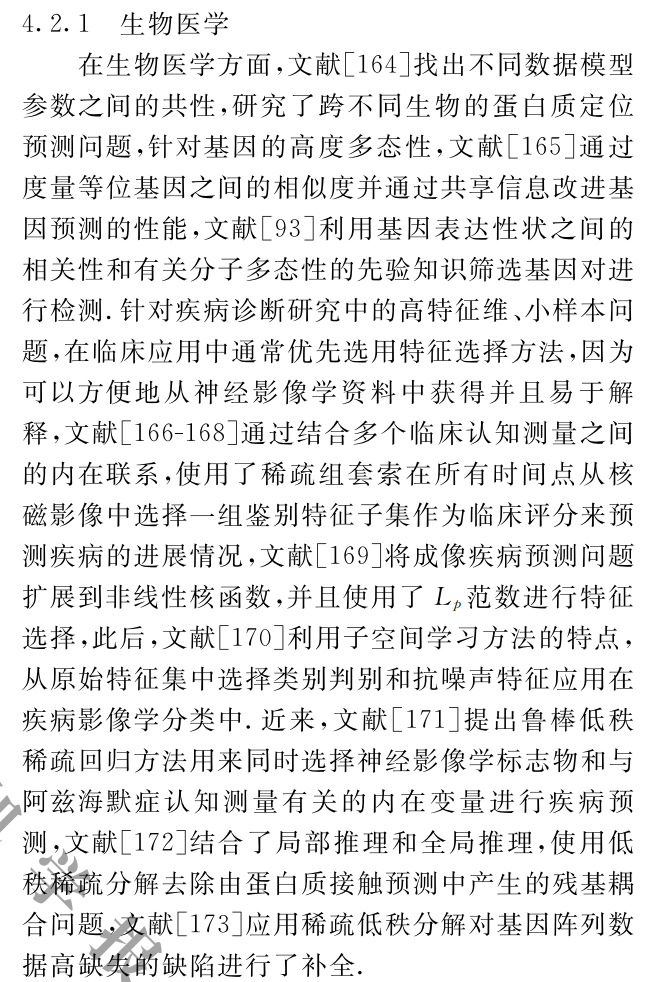 4.2.1 生物医学
在生物医学方面,文献[164]找出不同数据模型
参数之间的共性,研究了跨不同生物的蛋白质定位
预测问题,针对基因的高度多态性,文献[165]通过
度量等位基因之间的相似度并通过共享信息改进基
因预测的性能,文献[93]利用基因表达性状之间的
相关性和有关分子多态性的先验知识筛选基因对进
行检测.针对疾病诊断研究中的高特征维、小样本问
题,在临床应用中通常优先选用特征选择方法,因为
可以方便地从神经影像学资料中获得并且易于解
释,文献[166-168]通过结合多个临床认知测量之间
的内在联系,使用了稀疏组套索在所有时间点从核
磁影像中选择一组鉴别特征子集作为临床评分来预
测疾病的进展情况,文献[169]将成像疾病预测问题
扩展到非线性核函数,并且使用了 Lp范数进行特征
选择,此后,文献[170]利用子空间学习方法的特点,
从原始特征集中选择类别判别和抗噪声特征应用在
疾病影像学分类中.近来,文献[171]提出鲁棒低秩
稀疏回归方法用来同时选择神经影像学标志物和与
阿兹海默症认知测量有关的内在变量进行疾病预
测,文献[172]结合了局部推理和全局推理,使用低
秩稀疏分解去除由蛋白质接触预测中产生的残基耦
合问题.文献[173]应用稀疏低秩分解对基因阵列数
据高缺失的缺陷进行了补全.
学报